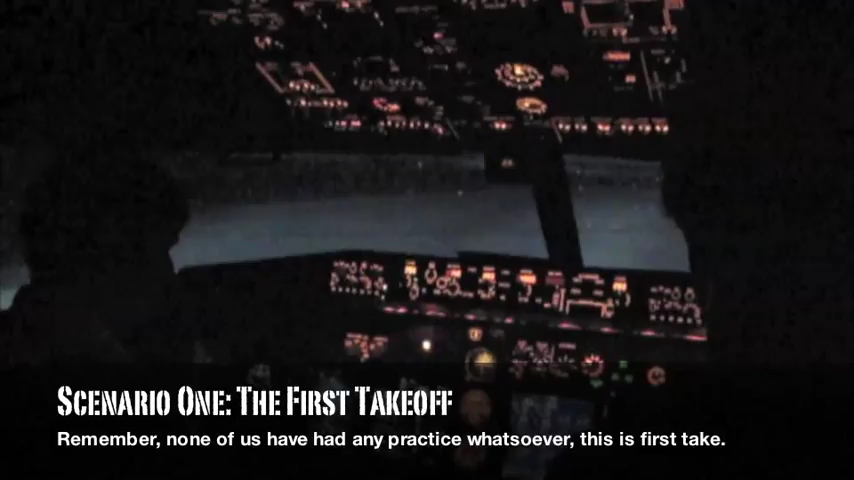 Scenario One: The First Takeoff
Remember, none of us have had any practice whatsoever, this is first take.